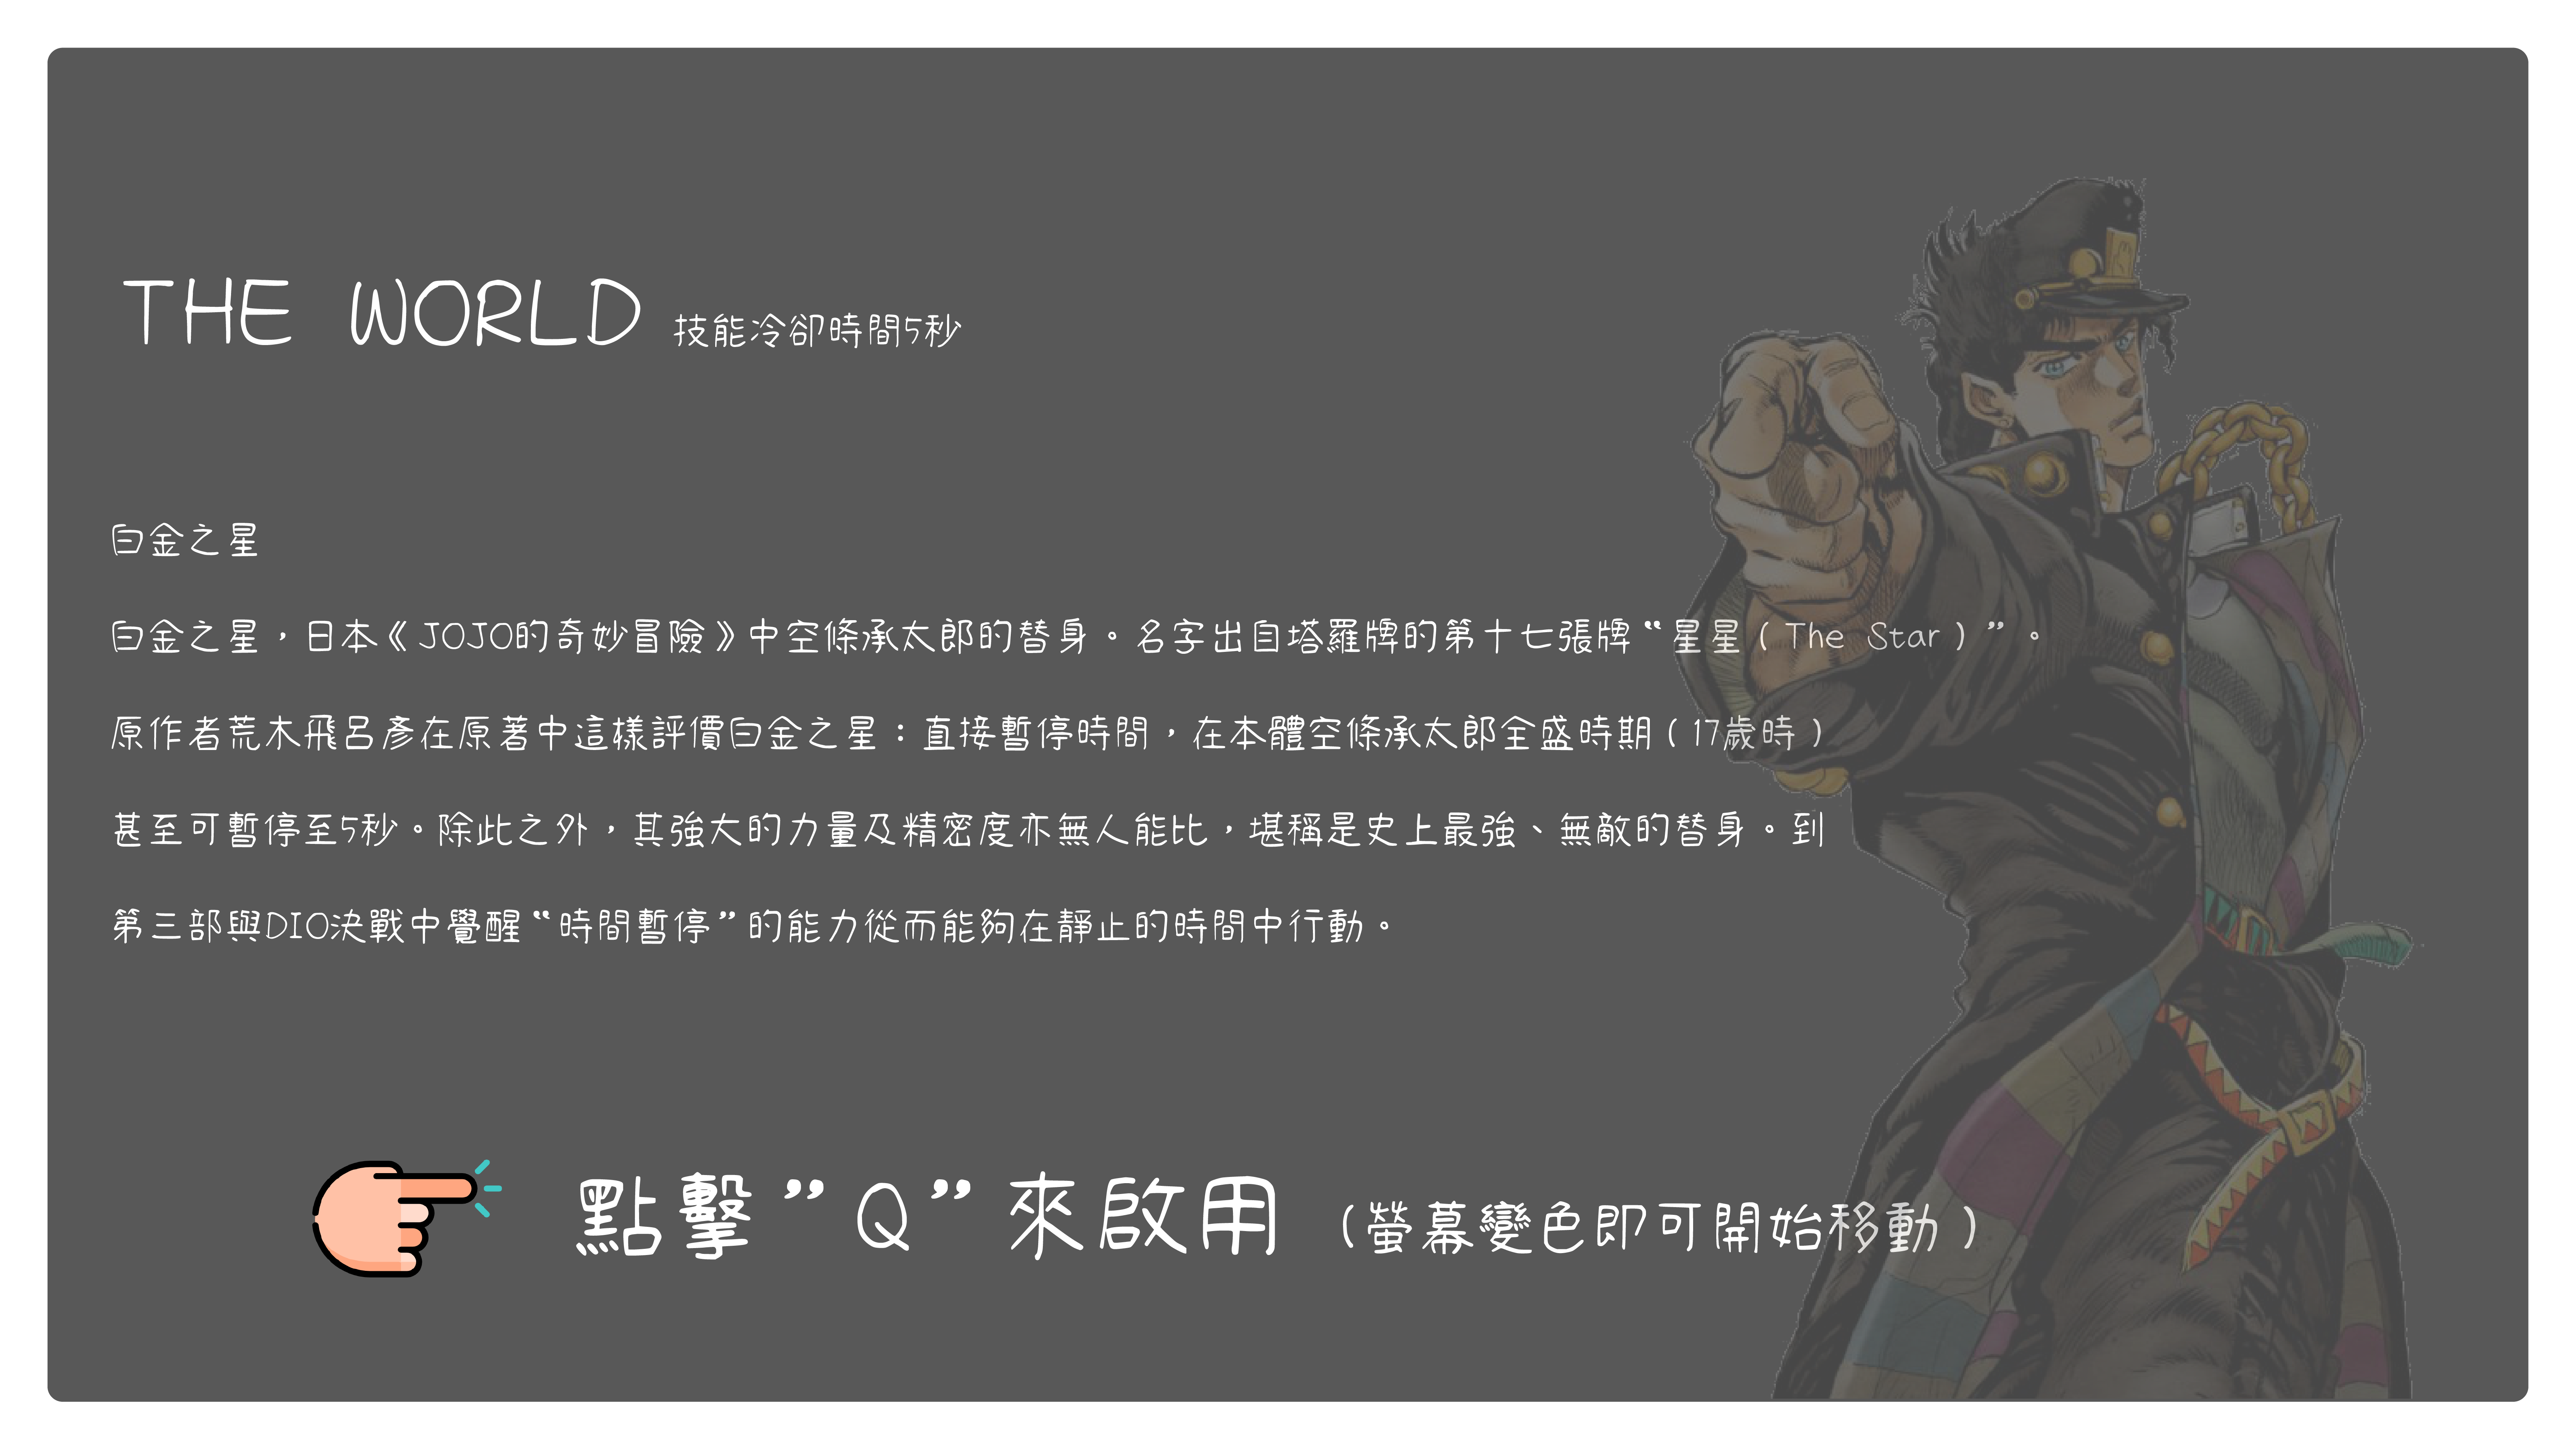 THE WORLD 技能冷卻時間5秒
白金之星
白金之星，日本《JOJO的奇妙冒險》中空條承太郎的替身。名字出自塔羅牌的第十七張牌“星星（The Star）”。
原作者荒木飛呂彥在原著中這樣評價白金之星：直接暫停時間，在本體空條承太郎全盛時期（17歲時）
甚至可暫停至5秒。除此之外，其強大的力量及精密度亦無人能比，堪稱是史上最強、無敵的替身。到
第三部與DIO決戰中覺醒“時間暫停”的能力從而能夠在靜止的時間中行動。
點擊”Q”來啟用（螢幕變色即可開始移動）